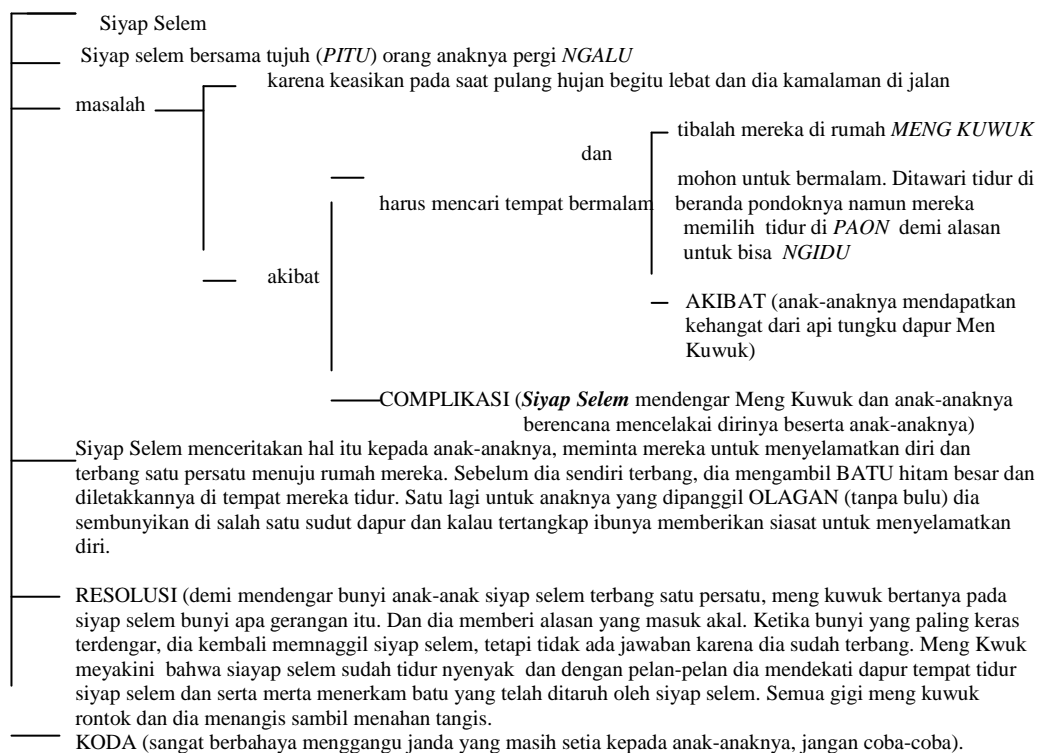 Siyap Selem
Siyap selem bersama tujuh (PITU) orang anaknya pergi NGALU
karena keasikan pada saat pulang hujan begitu lebat dan dia kamalaman di jalan
masalah
tibalah mereka di rumah MENG KUWUK
dan
mohon untuk bermalam. Ditawari tidur di
harus mencari tempat bermalam
beranda pondoknya namun mereka
memilih tidur di PAON demi alasan
untuk bisa NGIDU
akibat
AKIBAT (anak-anaknya mendapatkan
kehangat dari api tungku dapur Men
Kuwuk)
COMPLIKASI (Siyap Selem mendengar Meng Kuwuk dan anak-anaknya
berencana mencelakai dirinya beserta anak-anaknya)
Siyap Selem menceritakan hal itu kepada anak-anaknya, meminta mereka untuk menyelamatkan diri dan
terbang satu persatu menuju rumah mereka. Sebelum dia sendiri terbang, dia mengambil BATU hitam besar dan
diletakkannya di tempat mereka tidur. Satu lagi untuk anaknya yang dipanggil OLAGAN (tanpa bulu) dia
sembunyikan di salah satu sudut dapur dan kalau tertangkap ibunya memberikan siasat untuk menyelamatkan
diri.
RESOLUSI (demi mendengar bunyi anak-anak siyap selem terbang satu persatu, meng kuwuk bertanya pada
siyap selem bunyi apa gerangan itu. Dan dia memberi alasan yang masuk akal. Ketika bunyi yang paling keras
terdengar, dia kembali memnaggil siyap selem, tetapi tidak ada jawaban karena dia sudah terbang. Meng Kwuk
meyakini bahwa siayap selem sudah tidur nyenyak dan dengan pelan-pelan dia mendekati dapur tempat tidur
siyap selem dan serta merta menerkam batu yang telah ditaruh oleh siyap selem. Semua gigi meng kuwuk
rontok dan dia menangis sambil menahan tangis.
KODA (sangat berbahaya menggangu janda yang masih setia kepada anak-anaknya, jangan coba-coba).